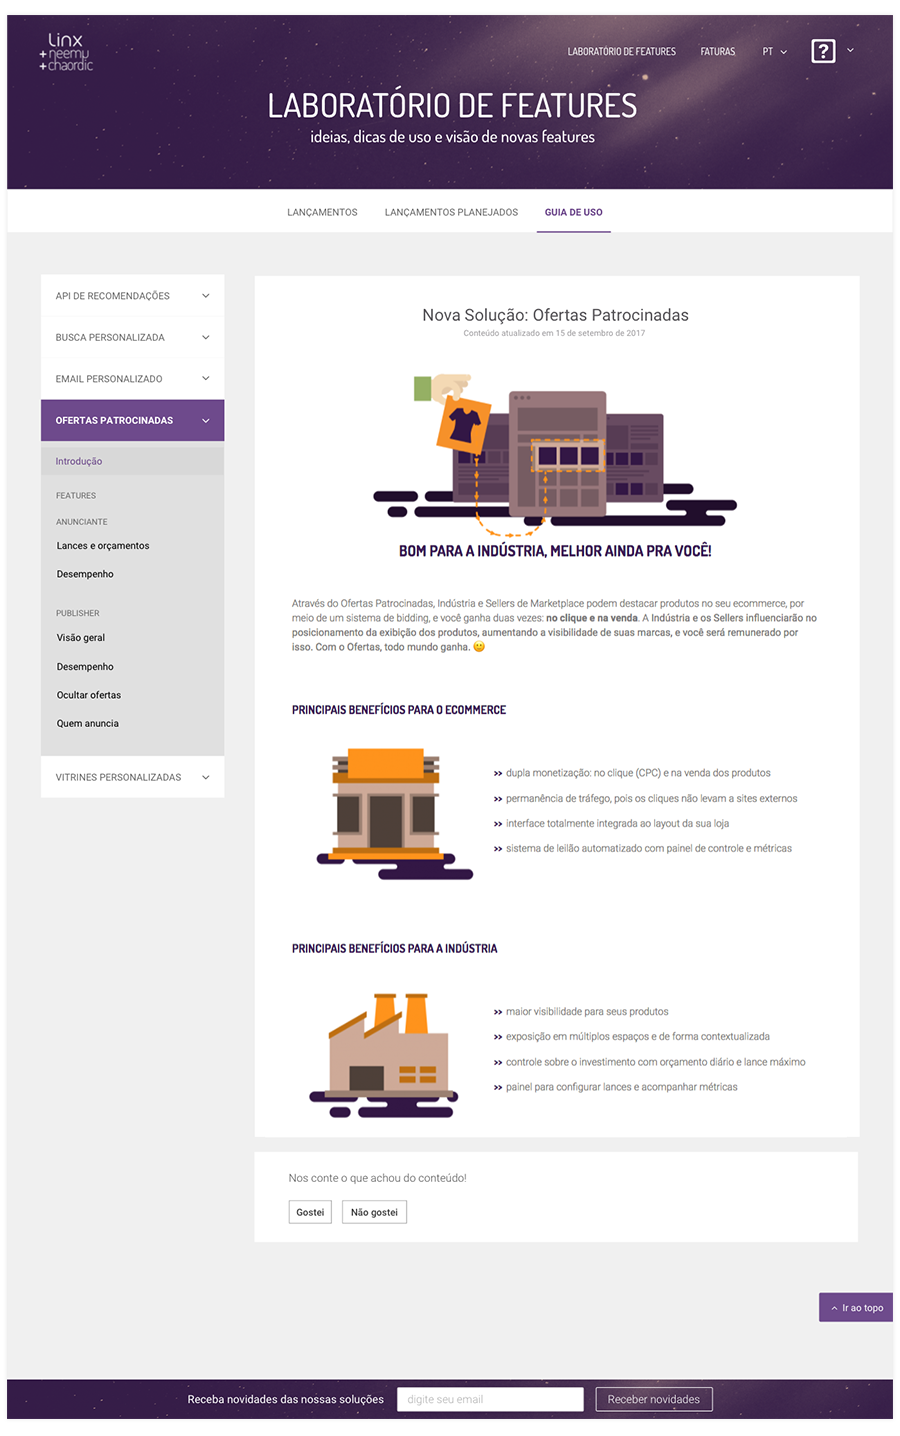 linx
+neemu
+chaordic
LABORATÓRIO DE FEATURES
FATURAS
PT
?
LABORATÓRIO DE FEATURES
ideias, dicas de uso e visão de novas features
LANÇAMENTOS
LANÇAMENTOS PLANEJADOS
GUIA DE USO
API DE RECOMENDAÇÕES
BUSCA PERSONALIZADA
EMAIL PERSONALIZADO
OFERTAS PATROCINADAS
Introdução
FEATURES
ANUNCIANTE
Lances e orçamentos
Desempenho
PUBLISHER
Visão geral
Desempenho
Ocultar ofertas
Quem anuncia
VITRINES PERSONALIZADAS
Nova Solução: Ofertas Patrocinadas
Conteúdo atualizado em 15 de setembro de 2017
BOM PARA A INDÚSTRIA, MELHOR AINDA PRA VOCÊ!
Através do Ofertas Patrocinadas, Indústria e Sellers de Marketplace podem destacar produtos no seu ecommerce, por
meio de um sistema de bidding, e você ganha duas vezes: no clique e na venda. A Indústria e os Sellers influenciarão no
posicionamento da exibição dos produtos, aumentando a visibilidade de suas marcas, e você será remunerado por
isso. Com o Ofertas, todo mundo ganha. 🙂
PRINCIPAIS BENEFÍCIOS PARA O ECOMMERCE
>> dupla monetização: no clique (CPC) e na venda dos produtos
>> permanência de tráfego, pois os cliques não levam a sites externos
>> interface totalmente integrada ao layout da sua loja
>> sistema de leilão automatizado com painel de controle e métricas
PRINCIPAIS BENEFÍCIOS PARA A INDÚSTRIA
>> maior visibilidade para seus produtos
>> exposição em múltiplos espaços e de forma contextualizada
>> controle sobre o investimento com orçamento diário e lance máximo
>> painel para configurar lances e acompanhar métricas
Nos conte o que achou do conteúdo!
Gostei
Não gostei
Ir ao topo
Receba novidades das nossas soluções
digite seu email
Receber novidades